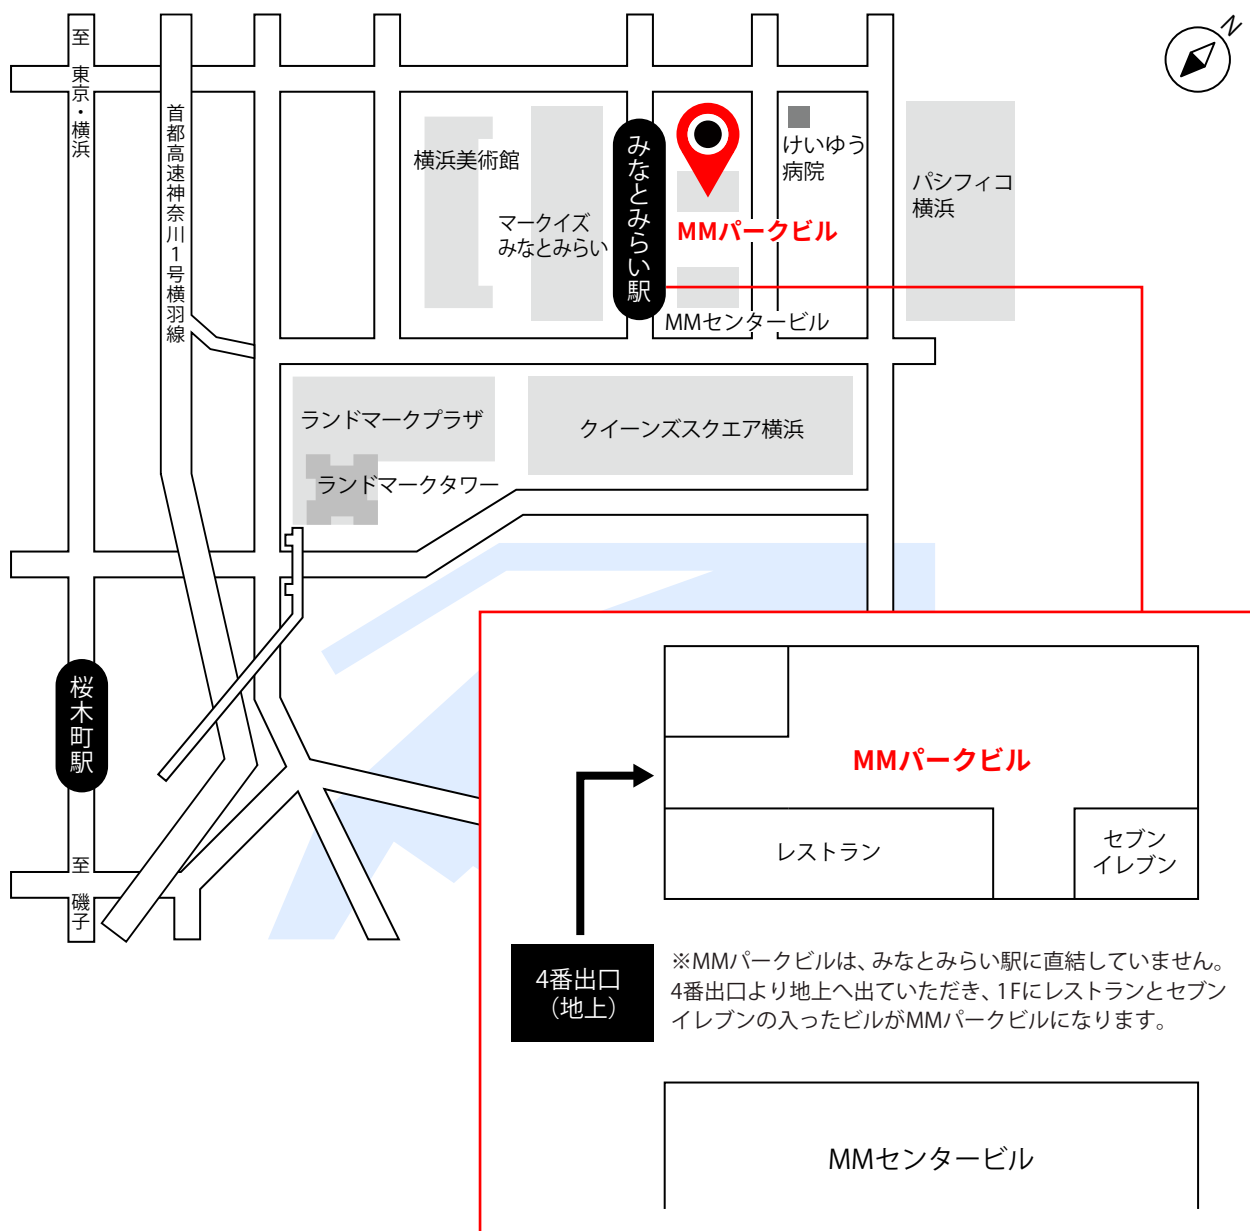 N
至 東京・横浜
首都高速神奈川1号横羽線
横浜美術館
マークイズ
みなとみらい
みなとみらい駅
MMパークビル
けいゆう
病院
パシフィコ
横浜
MMセンタービル
ランドマークプラザ
ランドマークタワー
クイーンズスクエア横浜
桜木町駅
至 磯子
MMパークビル
レストラン
セブン
イレブン
4番出口
（地上）
※MMパークビルは、みなとみらい駅に直結していません。
4番出口より地上へ出ていただき、1Fにレストランとセブン
イレブンの入ったビルがMMパークビルになります。
MMセンタービル